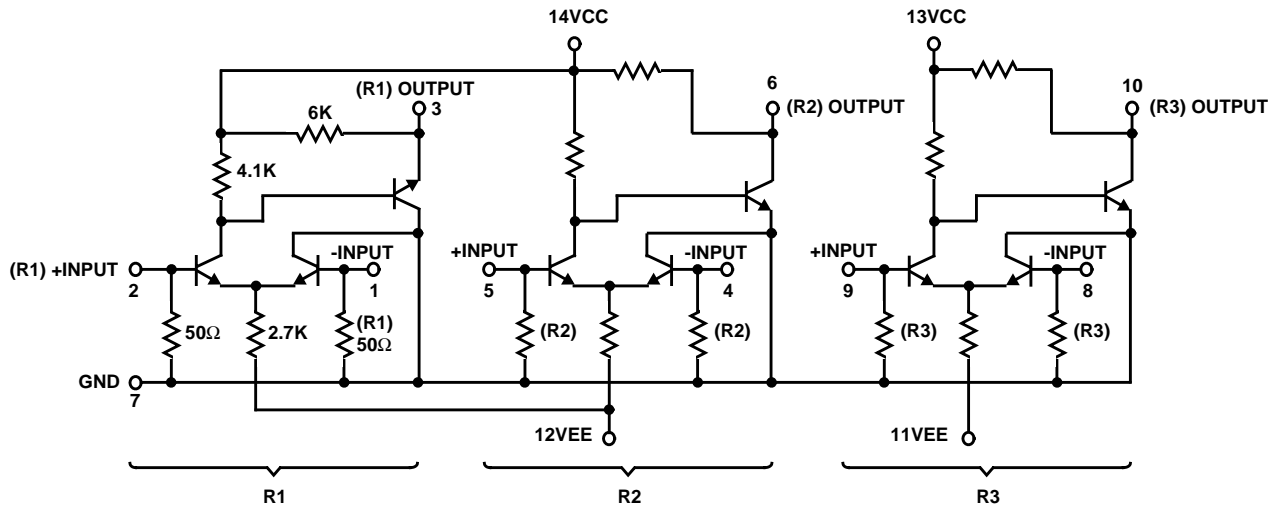 14VCC
13VCC
(R1) OUTPUT
3
6
(R2) OUTPUT
10
(R3) OUTPUT
6K
4.1K
(R1) +INPUT
2
-INPUT
1
+INPUT
5
-INPUT
4
+INPUT
9
-INPUT
8
50Ω
2.7K
(R1)
50Ω
(R2)
(R2)
(R3)
(R3)
GND
7
12VEE
11VEE
R1
R2
R3